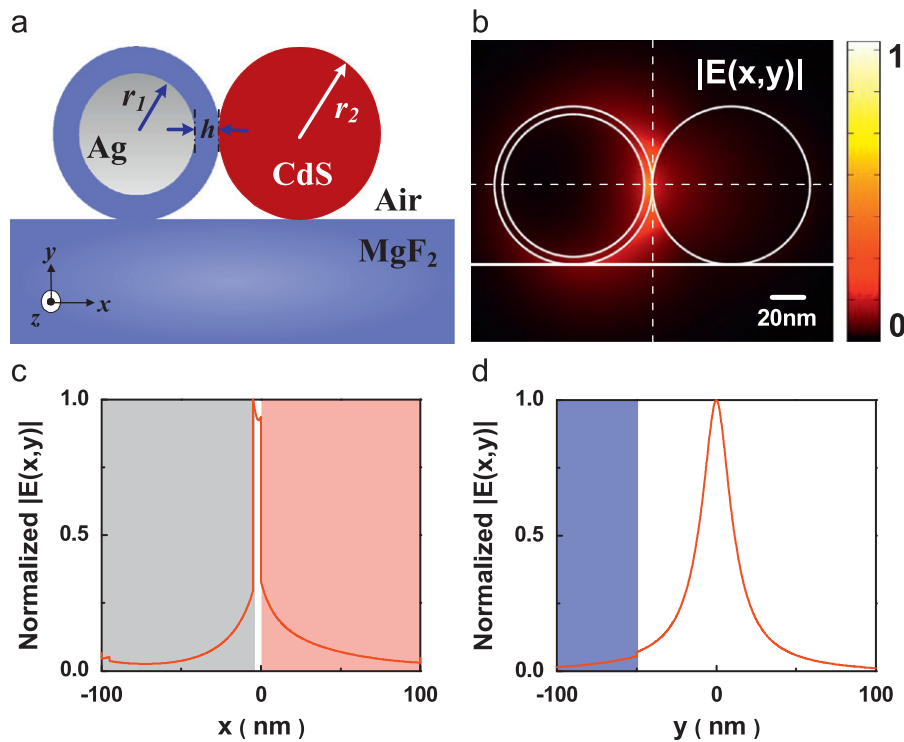 a
r1
h
r2
Ag
CdS
Air
MgF2
y
x
z
b
|E(x,y)|
1
0
20nm
c
Normalized |E(x,y)|
1.0
0.5
0.0
-100
0
100
x ( nm )
d
Normalized |E(x,y)|
1.0
0.5
0.0
-100
0
100
y ( nm )